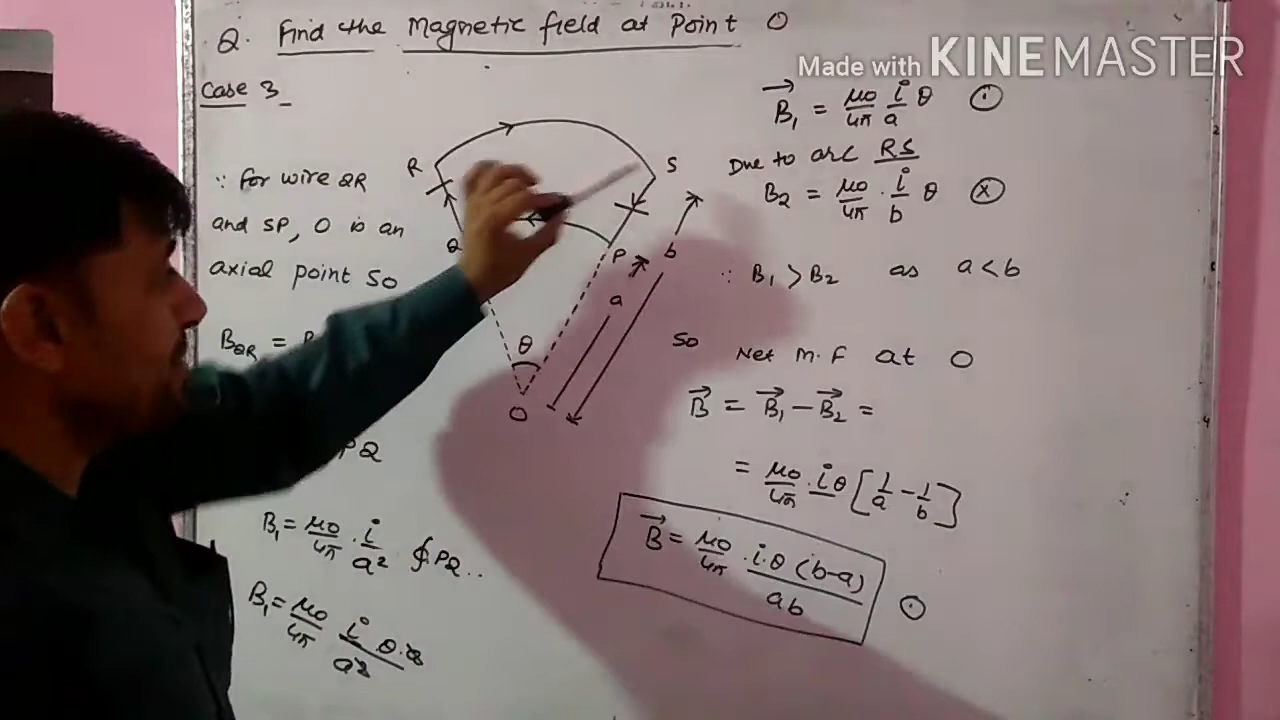 Q. Find the Magnetic field at Point O
Made with KINEMASTER
Case 3
∵ for wire QR
and SP, O is an
axial point so
B_QR =
PQ
B₁ = μ₀/4π · i/a² ∮PQ..
B₁ = μ₀/4π i θ·a/a²
R
S
Q
P
b
a
θ
O
B₁⃗ = μ₀/4π i/a θ ⊙
Due to arc RS
B₂ = μ₀/4π · i/b θ ⊗
∵ B₁ > B₂ as a < b
So Net M.F at O
B⃗ = B₁⃗ − B₂⃗ =
= μ₀/4π · iθ [1/a − 1/b]
B⃗ = μ₀/4π · i·θ (b-a)/ab ⊙